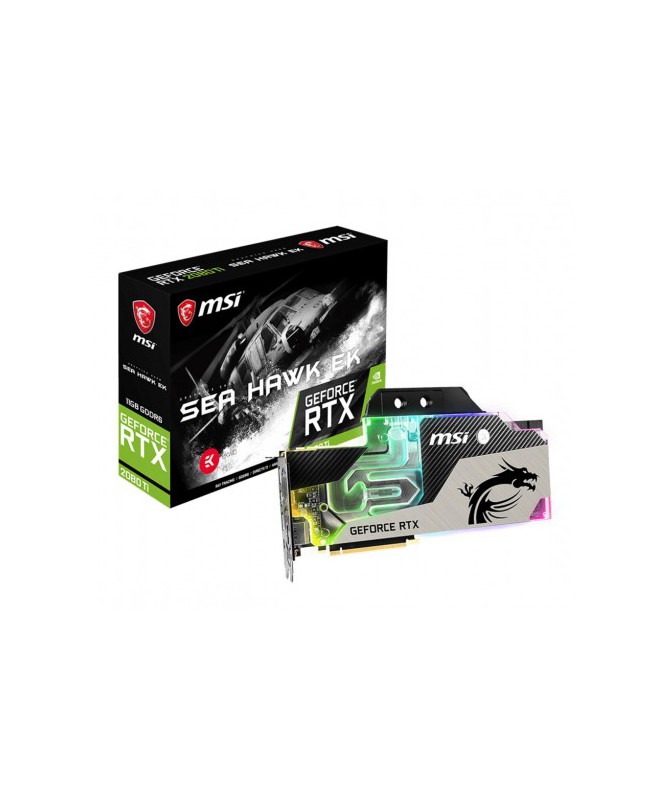 GEFORCE
RTX 2080 TI
SEA HAWK EK
msi
msi
msi
SEA HAWK EK
11GB GDDR6
GEFORCE
RTX
2080 TI
GEFORCE
RTX
msi
GEFORCE RTX